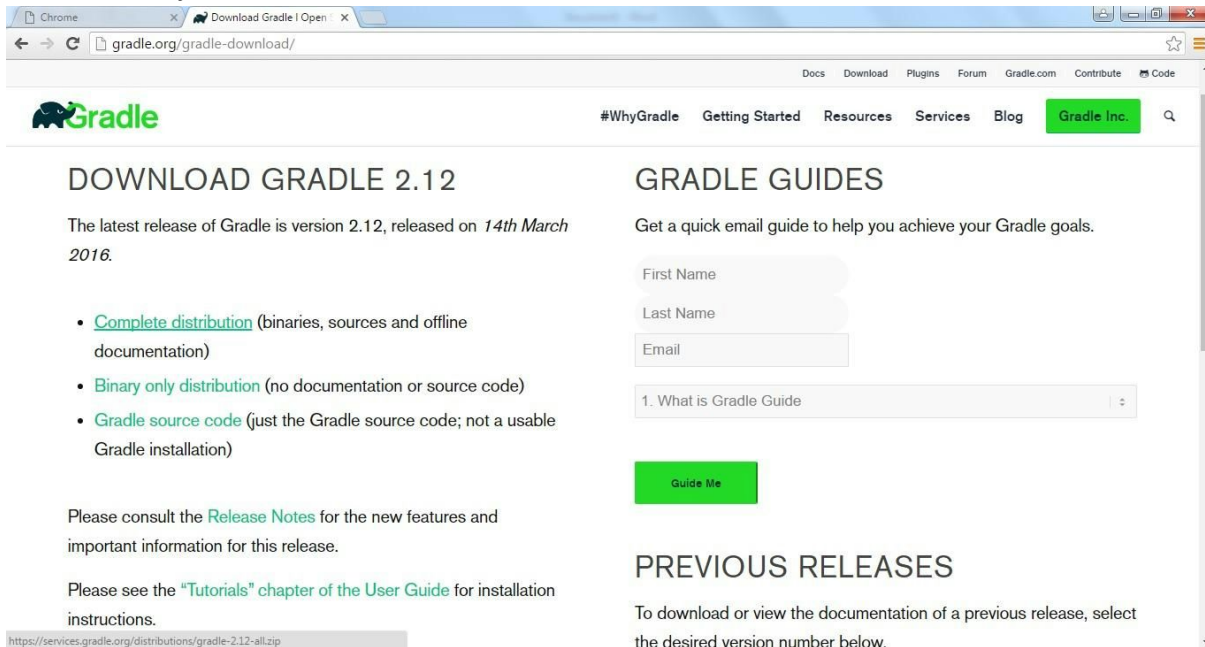 Chrome
Download Gradle | Open
gradle.org/gradle-download/
Docs Download Plugins Forum Gradle.com Contribute Code
Gradle
#WhyGradle Getting Started Resources Services Blog Gradle Inc.
DOWNLOAD GRADLE 2.12
The latest release of Gradle is version 2.12, released on 14th March
2016.
• Complete distribution (binaries, sources and offline
documentation)
• Binary only distribution (no documentation or source code)
• Gradle source code (just the Gradle source code; not a usable
Gradle installation)
Please consult the Release Notes for the new features and
important information for this release.
Please see the “Tutorials” chapter of the User Guide for installation
instructions.
https://services.gradle.org/distributions/gradle-2.12-all.zip
GRADLE GUIDES
Get a quick email guide to help you achieve your Gradle goals.
First Name
Last Name
Email
1. What is Gradle Guide
Guide Me
PREVIOUS RELEASES
To download or view the documentation of a previous release, select
the desired version number below.